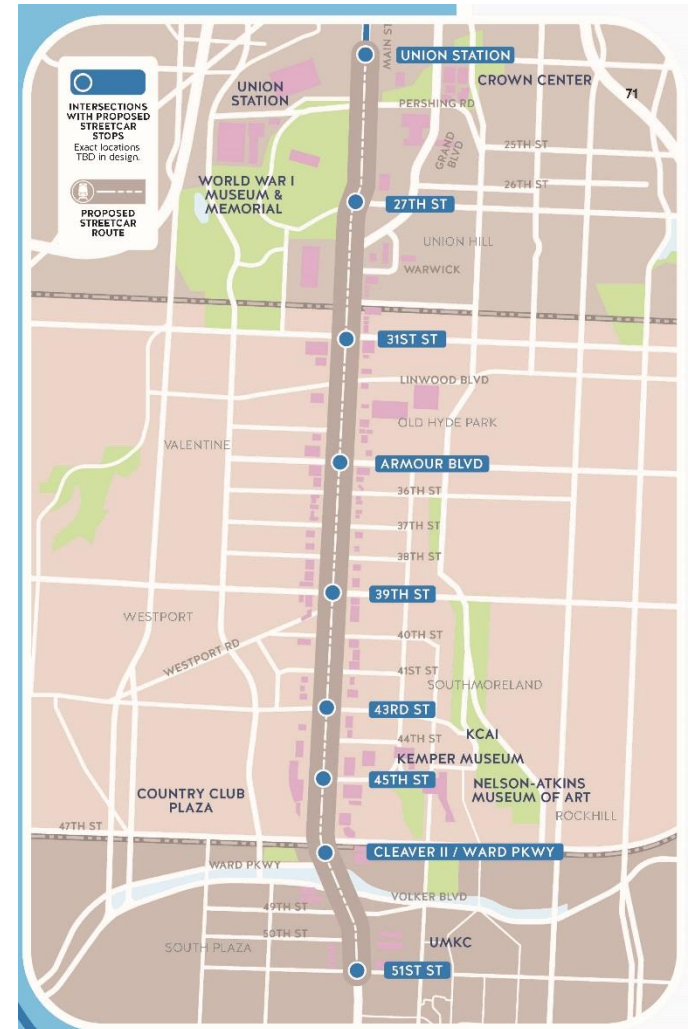 MAIN ST
UNION STATION
CROWN CENTER
UNION
STATION
71
PERSHING RD
INTERSECTIONS
WITH PROPOSED
STREETCAR
STOPS
Exact locations
TBD in design.
GRAND
BLVD
25TH ST
26TH ST
WORLD WAR I
MUSEUM &
MEMORIAL
PROPOSED
STREETCAR
ROUTE
27TH ST
UNION HILL
WARWICK
31ST ST
LINWOOD BLVD
OLD HYDE PARK
VALENTINE
ARMOUR BLVD
36TH ST
37TH ST
38TH ST
39TH ST
WESTPORT
WESTPORT RD
40TH ST
41ST ST
SOUTHMORELAND
43RD ST
KCAI
44TH ST
KEMPER MUSEUM
45TH ST
NELSON-ATKINS
MUSEUM OF ART
COUNTRY CLUB
PLAZA
ROCKHILL
47TH ST
CLEAVER II / WARD PKWY
WARD PKWY
VOLKER BLVD
49TH ST
50TH ST
SOUTH PLAZA
UMKC
51ST ST